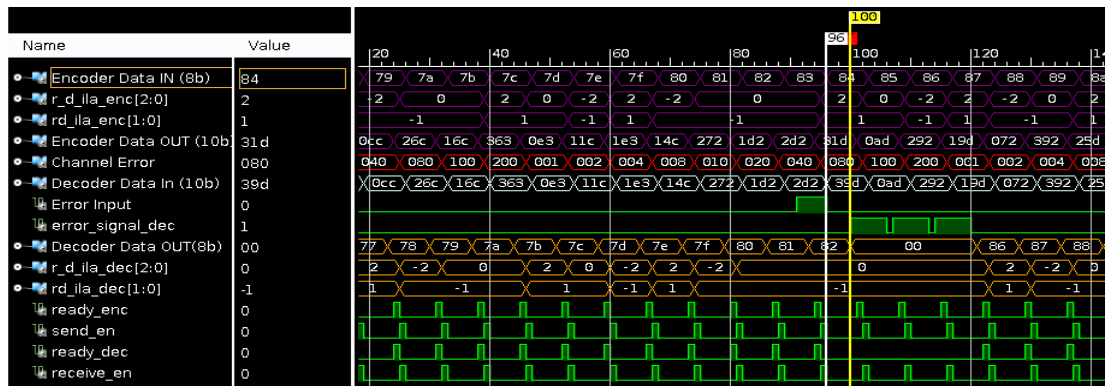 100
96
Name Value
|20 |40 |60 |80 100 |120 |14
Encoder Data IN (8b) 84 79 7a 7b 7c 7d 7e 7f 80 81 82 83 84 85 86 87 88 89 8a
r_d_ila_enc[2:0] 2 -2 0 2 0 -2 2 -2 0 2 0 -2 2 -2 0 2
rd_ila_enc[1:0] 1 -1 1 -1 1 -1 1 -1 1 -1 1
Encoder Data OUT (10b) 31d 0cc 26c 16c 363 0e3 11c 1e3 14c 272 1d2 2d2 31d 0ad 292 19d 072 392 25d
Channel Error 080 040 080 100 200 001 002 004 008 010 020 040 080 100 200 001 002 004 008
Decoder Data In (10b) 39d 0cc 26c 16c 363 0e3 11c 1e3 14c 272 1d2 2d2 39d 0ad 292 19d 072 392 25
Error Input 0
error_signal_dec 1
Decoder Data OUT(8b) 00 77 78 79 7a 7b 7c 7d 7e 7f 80 81 82 00 86 87 88
r_d_ila_dec[2:0] 0 2 -2 0 2 0 -2 2 -2 0 2 -2 0
rd_ila_dec[1:0] -1 1 -1 1 -1 1 -1 1 -1
ready_enc 0
send_en 0
ready_dec 0
receive_en 0